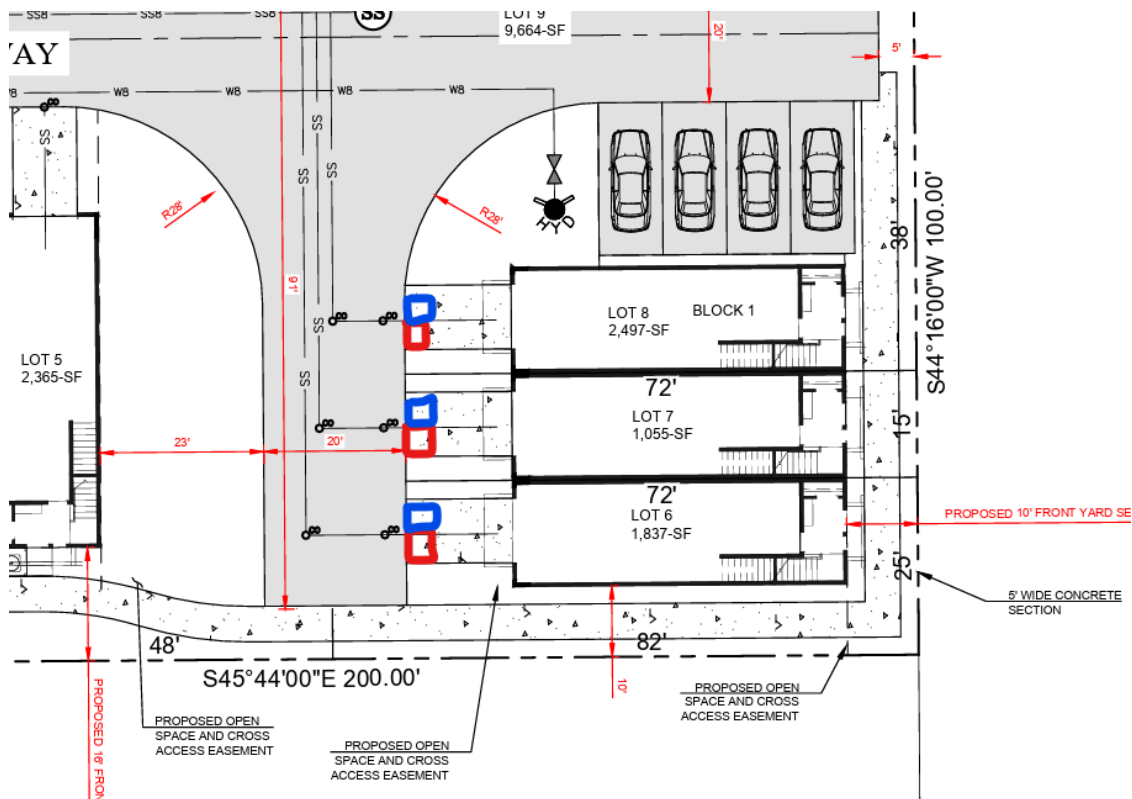 SS8
SS8
SS8
SS
LOT 9
9,664-SF
20'
5'
WAY
W8
W8
W8
W8
W8
SS
SS
SS
SS
R28'
R28'
HYD
38'
S44°16'00"W 100.00'
91'
LOT 8
2,497-SF
BLOCK 1
LOT 5
2,365-SF
SS
SS
72'
LOT 7
1,055-SF
15'
23'
20'
72'
LOT 6
1,837-SF
PROPOSED 10' FRONT YARD SE
25'
5' WIDE CONCRETE
SECTION
48'
82'
S45°44'00"E 200.00'
10'
PROPOSED 16' FRON
PROPOSED OPEN
SPACE AND CROSS
ACCESS EASEMENT
PROPOSED OPEN
SPACE AND CROSS
ACCESS EASEMENT
PROPOSED OPEN
SPACE AND CROSS
ACCESS EASEMENT